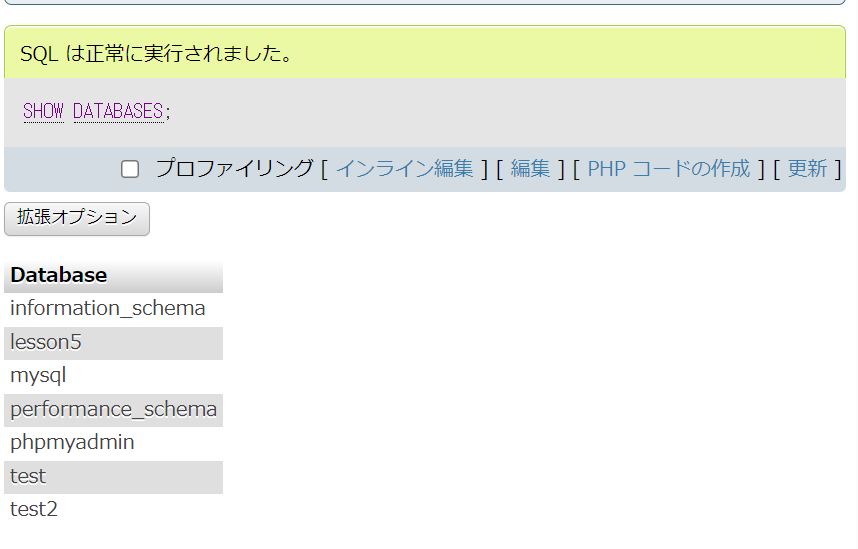 SQL は正常に実行されました。
SHOW DATABASES;
プロファイリング [ インライン編集 ] [ 編集 ] [ PHP コードの作成 ] [ 更新 ]
拡張オプション
Database
information_schema
lesson5
mysql
performance_schema
phpmyadmin
test
test2